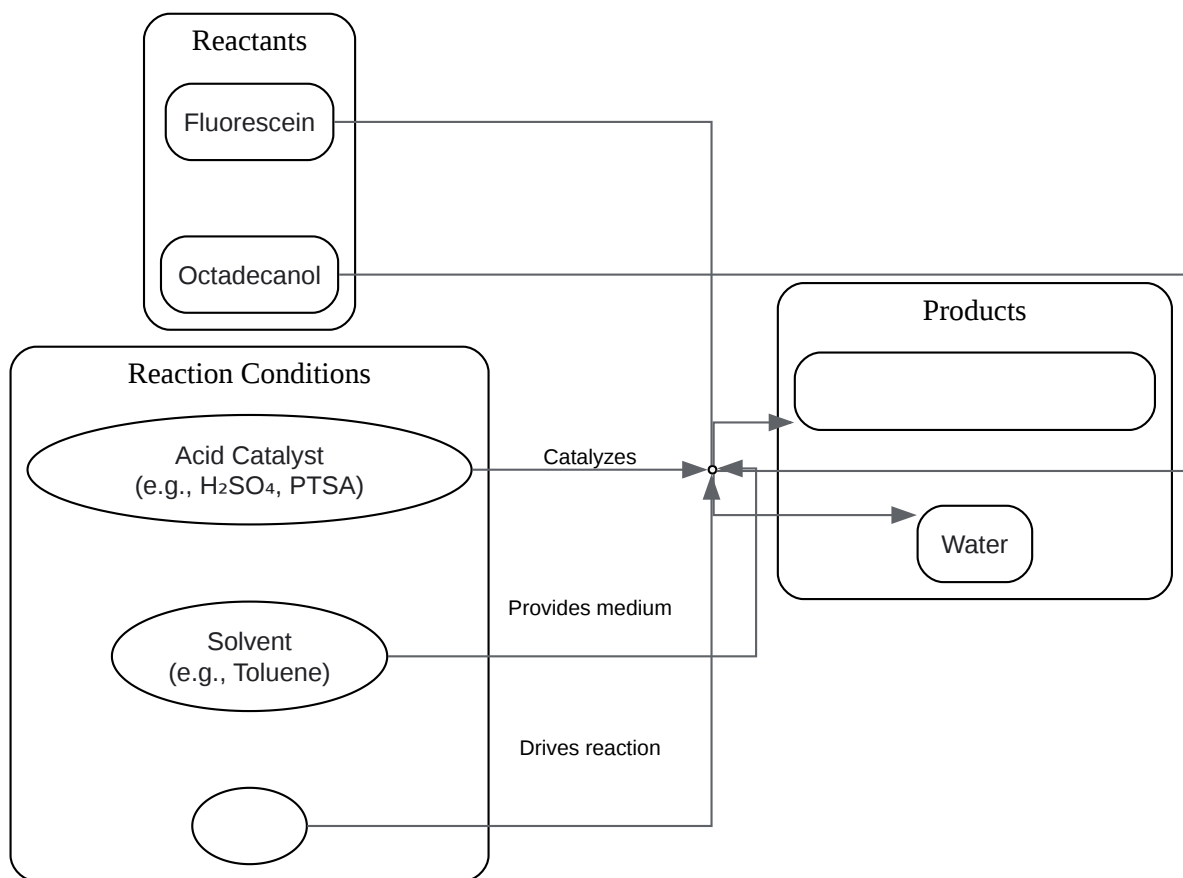 Reactants
Fluorescein
Octadecanol
Products
Reaction Conditions
Acid Catalyst
(e.g., H₂SO₄, PTSA)
Catalyzes
Water
Provides medium
Solvent
(e.g., Toluene)
Drives reaction